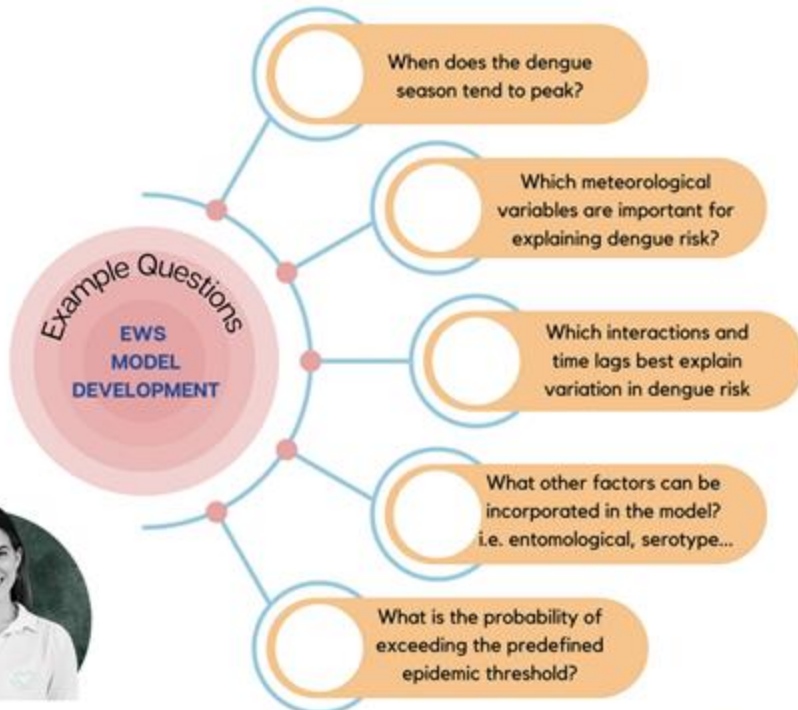 Example Questions
EWS
MODEL
DEVELOPMENT
When does the dengue
season tend to peak?
Which meteorological
variables are important for
explaining dengue risk?
Which interactions and
time lags best explain
variation in dengue risk
What other factors can be
incorporated in the model?
i.e. entomological, serotype...
What is the probability of
exceeding the predefined
epidemic threshold?